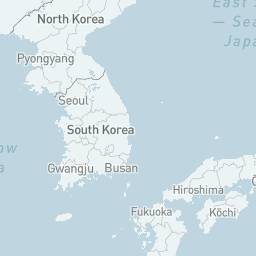 East S
— Sea
Japa
North Korea
Pyongyang
Seoul
South Korea
ow
Gwangju
Busan
Hiroshima
Fukuoka
Kōchi